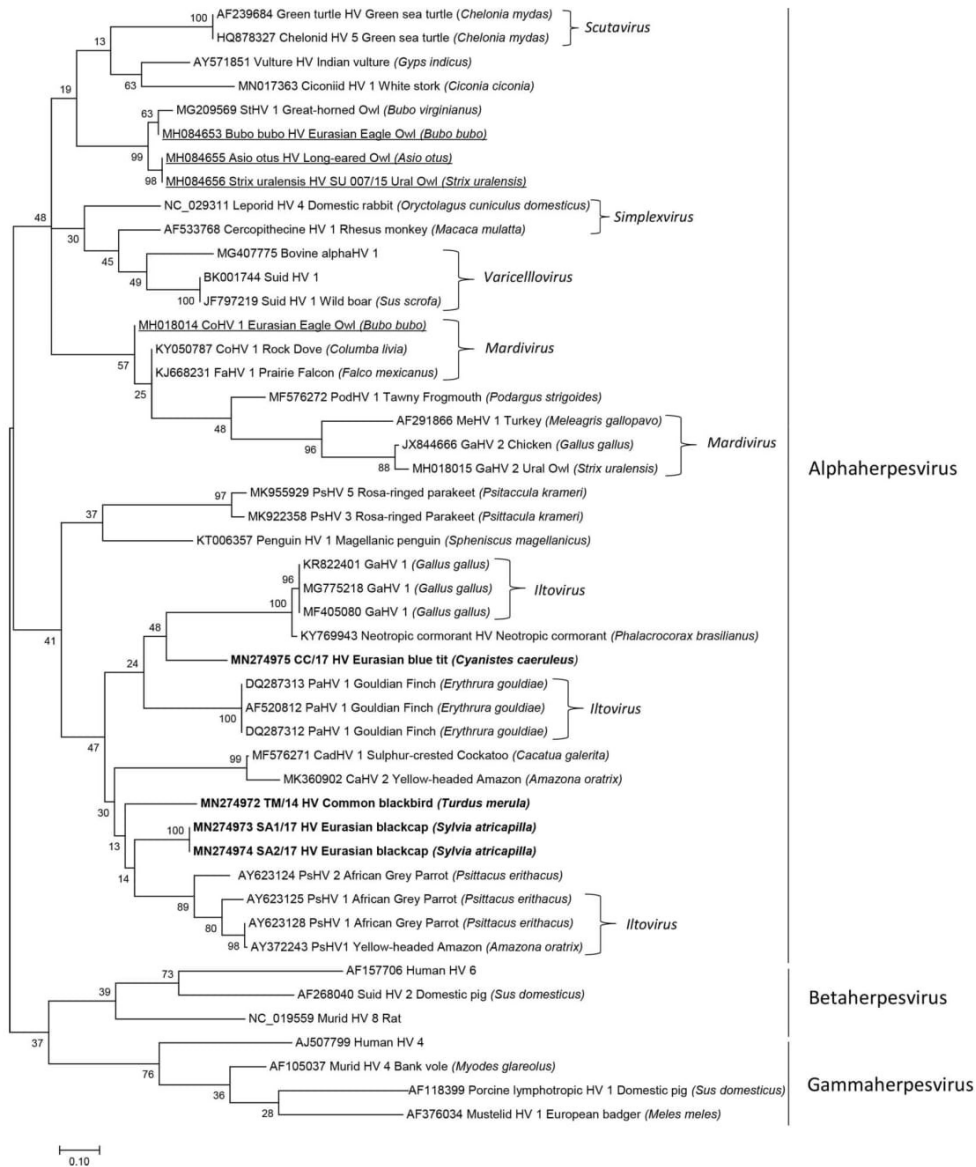 100
AF239684 Green turtle HV Green sea turtle (Chelonia mydas)
HQ878327 Chelonid HV 5 Green sea turtle (Chelonia mydas)
Scutavirus
13
AY571851 Vulture HV Indian vulture (Gyps indicus)
63
MN017363 Ciconiid HV 1 White stork (Ciconia ciconia)
19
63
MG209569 StHV 1 Great-horned Owl (Bubo virginianus)
MH084653 Bubo bubo HV Eurasian Eagle Owl (Bubo bubo)
99
MH084655 Asio otus HV Long-eared Owl (Asio otus)
98
MH084656 Strix uralensis HV SU 007/15 Ural Owl (Strix uralensis)
48
NC_029311 Leporid HV 4 Domestic rabbit (Oryctolagus cuniculus domesticus)
Simplexvirus
30
AF533768 Cercopithecine HV 1 Rhesus monkey (Macaca mulatta)
45
MG407775 Bovine alphaHV 1
49
BK001744 Suid HV 1
Varicelllovirus
100
JF797219 Suid HV 1 Wild boar (Sus scrofa)
MH018014 CoHV 1 Eurasian Eagle Owl (Bubo bubo)
57
KY050787 CoHV 1 Rock Dove (Columba livia)
Mardivirus
25
KJ668231 FaHV 1 Prairie Falcon (Falco mexicanus)
MF576272 PodHV 1 Tawny Frogmouth (Podargus strigoides)
48
AF291866 MeHV 1 Turkey (Meleagris gallopavo)
96
JX844666 GaHV 2 Chicken (Gallus gallus)
Mardivirus
88
MH018015 GaHV 2 Ural Owl (Strix uralensis)
Alphaherpesvirus
97
MK955929 PsHV 5 Rosa-ringed parakeet (Psitaccula krameri)
MK922358 PsHV 3 Rosa-ringed Parakeet (Psittacula krameri)
37
KT006357 Penguin HV 1 Magellanic penguin (Spheniscus magellanicus)
41
KR822401 GaHV 1 (Gallus gallus)
96
MG775218 GaHV 1 (Gallus gallus)
Iltovirus
MF405080 GaHV 1 (Gallus gallus)
100
KY769943 Neotropic cormorant HV Neotropic cormorant (Phalacrocorax brasilianus)
48
MN274975 CC/17 HV Eurasian blue tit (Cyanistes caeruleus)
24
DQ287313 PaHV 1 Gouldian Finch (Erythrura gouldiae)
AF520812 PaHV 1 Gouldian Finch (Erythrura gouldiae)
Iltovirus
100
DQ287312 PaHV 1 Gouldian Finch (Erythrura gouldiae)
47
99
MF576271 CadHV 1 Sulphur-crested Cockatoo (Cacatua galerita)
MK360902 CaHV 2 Yellow-headed Amazon (Amazona oratrix)
30
MN274972 TM/14 HV Common blackbird (Turdus merula)
13
100
MN274973 SA1/17 HV Eurasian blackcap (Sylvia atricapilla)
MN274974 SA2/17 HV Eurasian blackcap (Sylvia atricapilla)
14
AY623124 PsHV 2 African Grey Parrot (Psittacus erithacus)
89
AY623125 PsHV 1 African Grey Parrot (Psittacus erithacus)
80
AY623128 PsHV 1 African Grey Parrot (Psittacus erithacus)
Iltovirus
98
AY372243 PsHV1 Yellow-headed Amazon (Amazona oratrix)
AF157706 Human HV 6
73
AF268040 Suid HV 2 Domestic pig (Sus domesticus)
39
NC_019559 Murid HV 8 Rat
Betaherpesvirus
37
AJ507799 Human HV 4
76
AF105037 Murid HV 4 Bank vole (Myodes glareolus)
36
AF118399 Porcine lymphotropic HV 1 Domestic pig (Sus domesticus)
28
AF376034 Mustelid HV 1 European badger (Meles meles)
Gammaherpesvirus
0.10